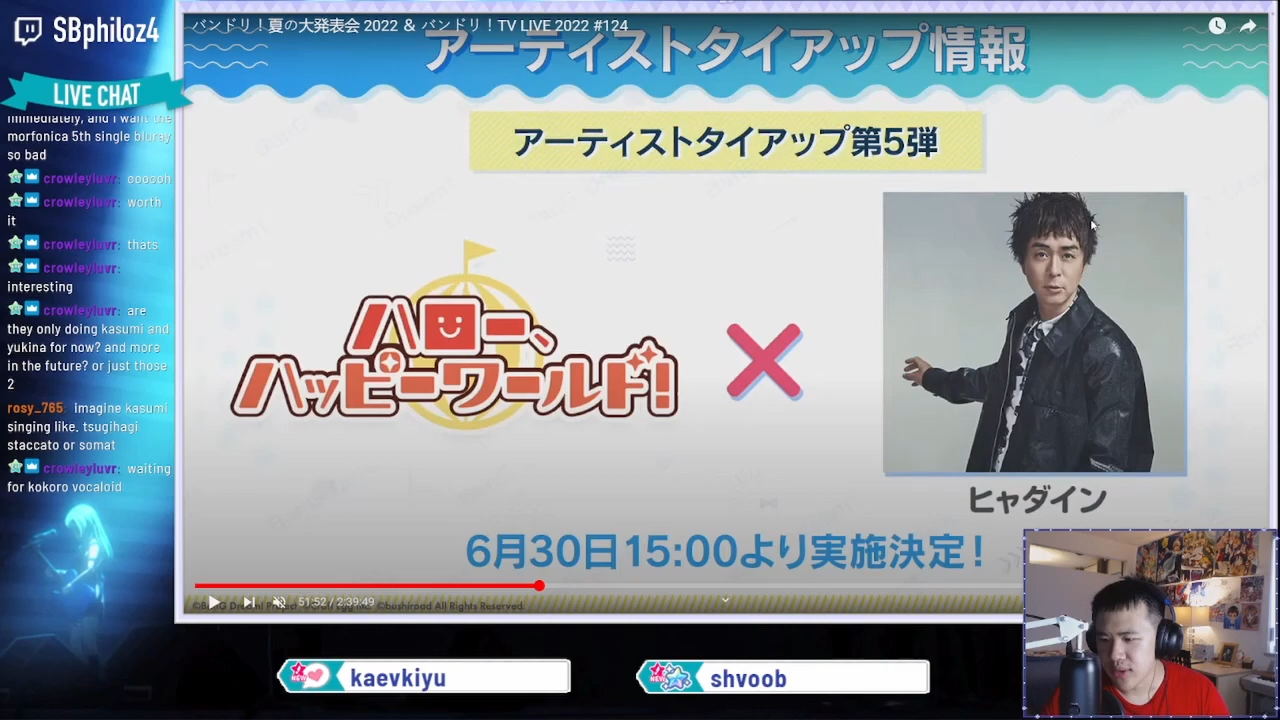 SBphiloz4
LIVE CHAT
immediately, and i want the
morfonica 5th single bluray
so bad
crowleyluvr: oooooh
crowleyluvr: worth
it
crowleyluvr: thats
crowleyluvr:
interesting
crowleyluvr: are
they only doing kasumi and
yukina for now? and more
in the future? or just those
2
rosy_765: imagine kasumi
singing like. tsugihagi
staccato or somat
crowleyluvr: waiting
for kokoro vocaloid
バンドリ！夏の大発表会 2022 ＆ バンドリ！TV LIVE 2022 #124
アーティストタイアップ情報
アーティストタイアップ第5弾
ハロー、
ハッピーワールド!
×
ヒャダイン
6月30日15:00より実施決定!
51:52 / 2:39:49
©bushiroad All Rights Reserved.
NEW kaevkiyu
NEW shvoob